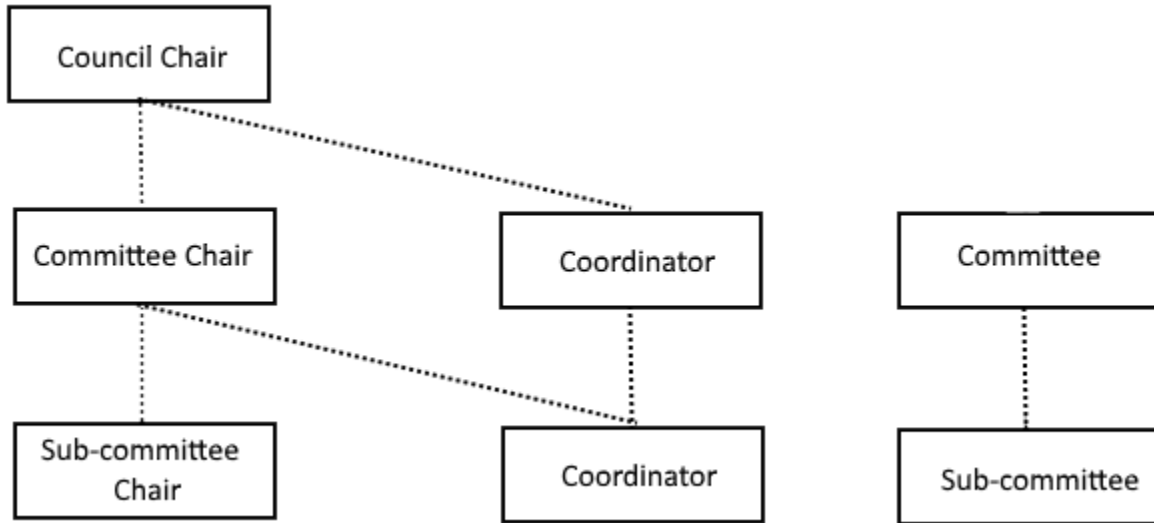 Council Chair
Committee Chair
Coordinator
Committee
Sub-committee
Chair
Coordinator
Sub-committee